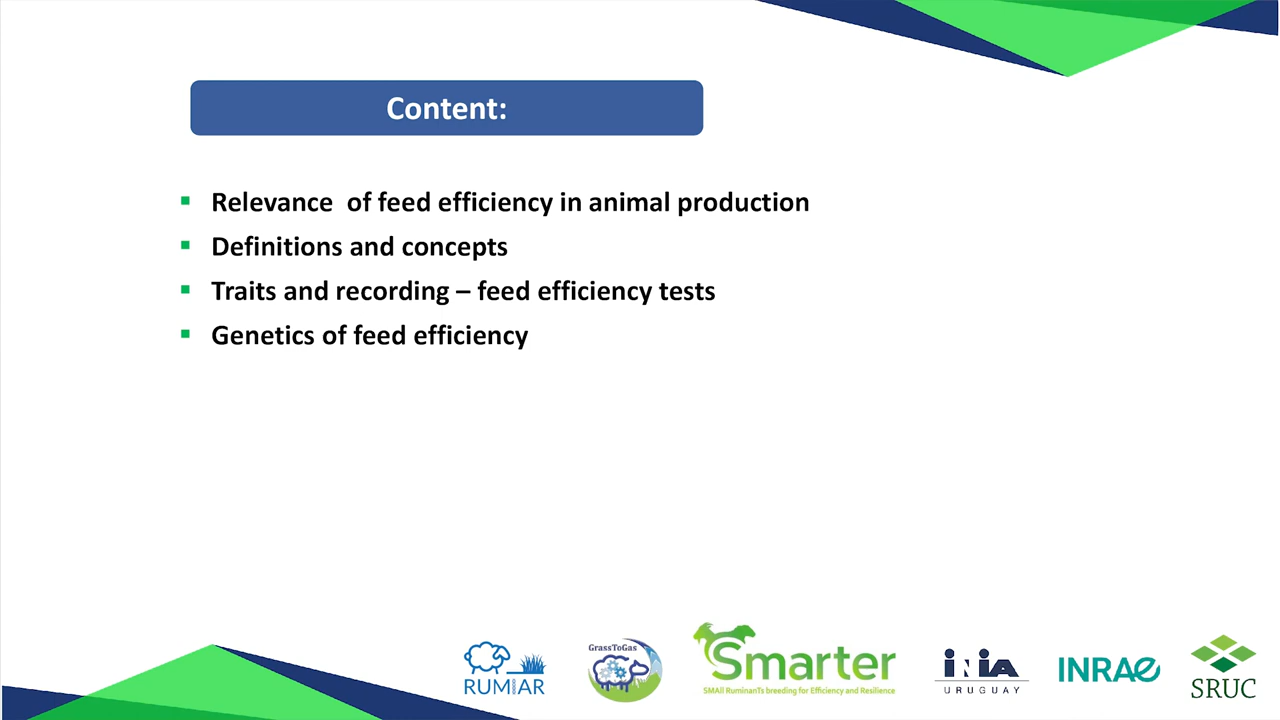 Content:
Relevance of feed efficiency in animal production
Definitions and concepts
Traits and recording – feed efficiency tests
Genetics of feed efficiency
RUMIAR
GrassToGas
Smarter
SMAll RuminanTs breeding for Efficiency and Resilience
INIA
URUGUAY
INRAE
SRUC